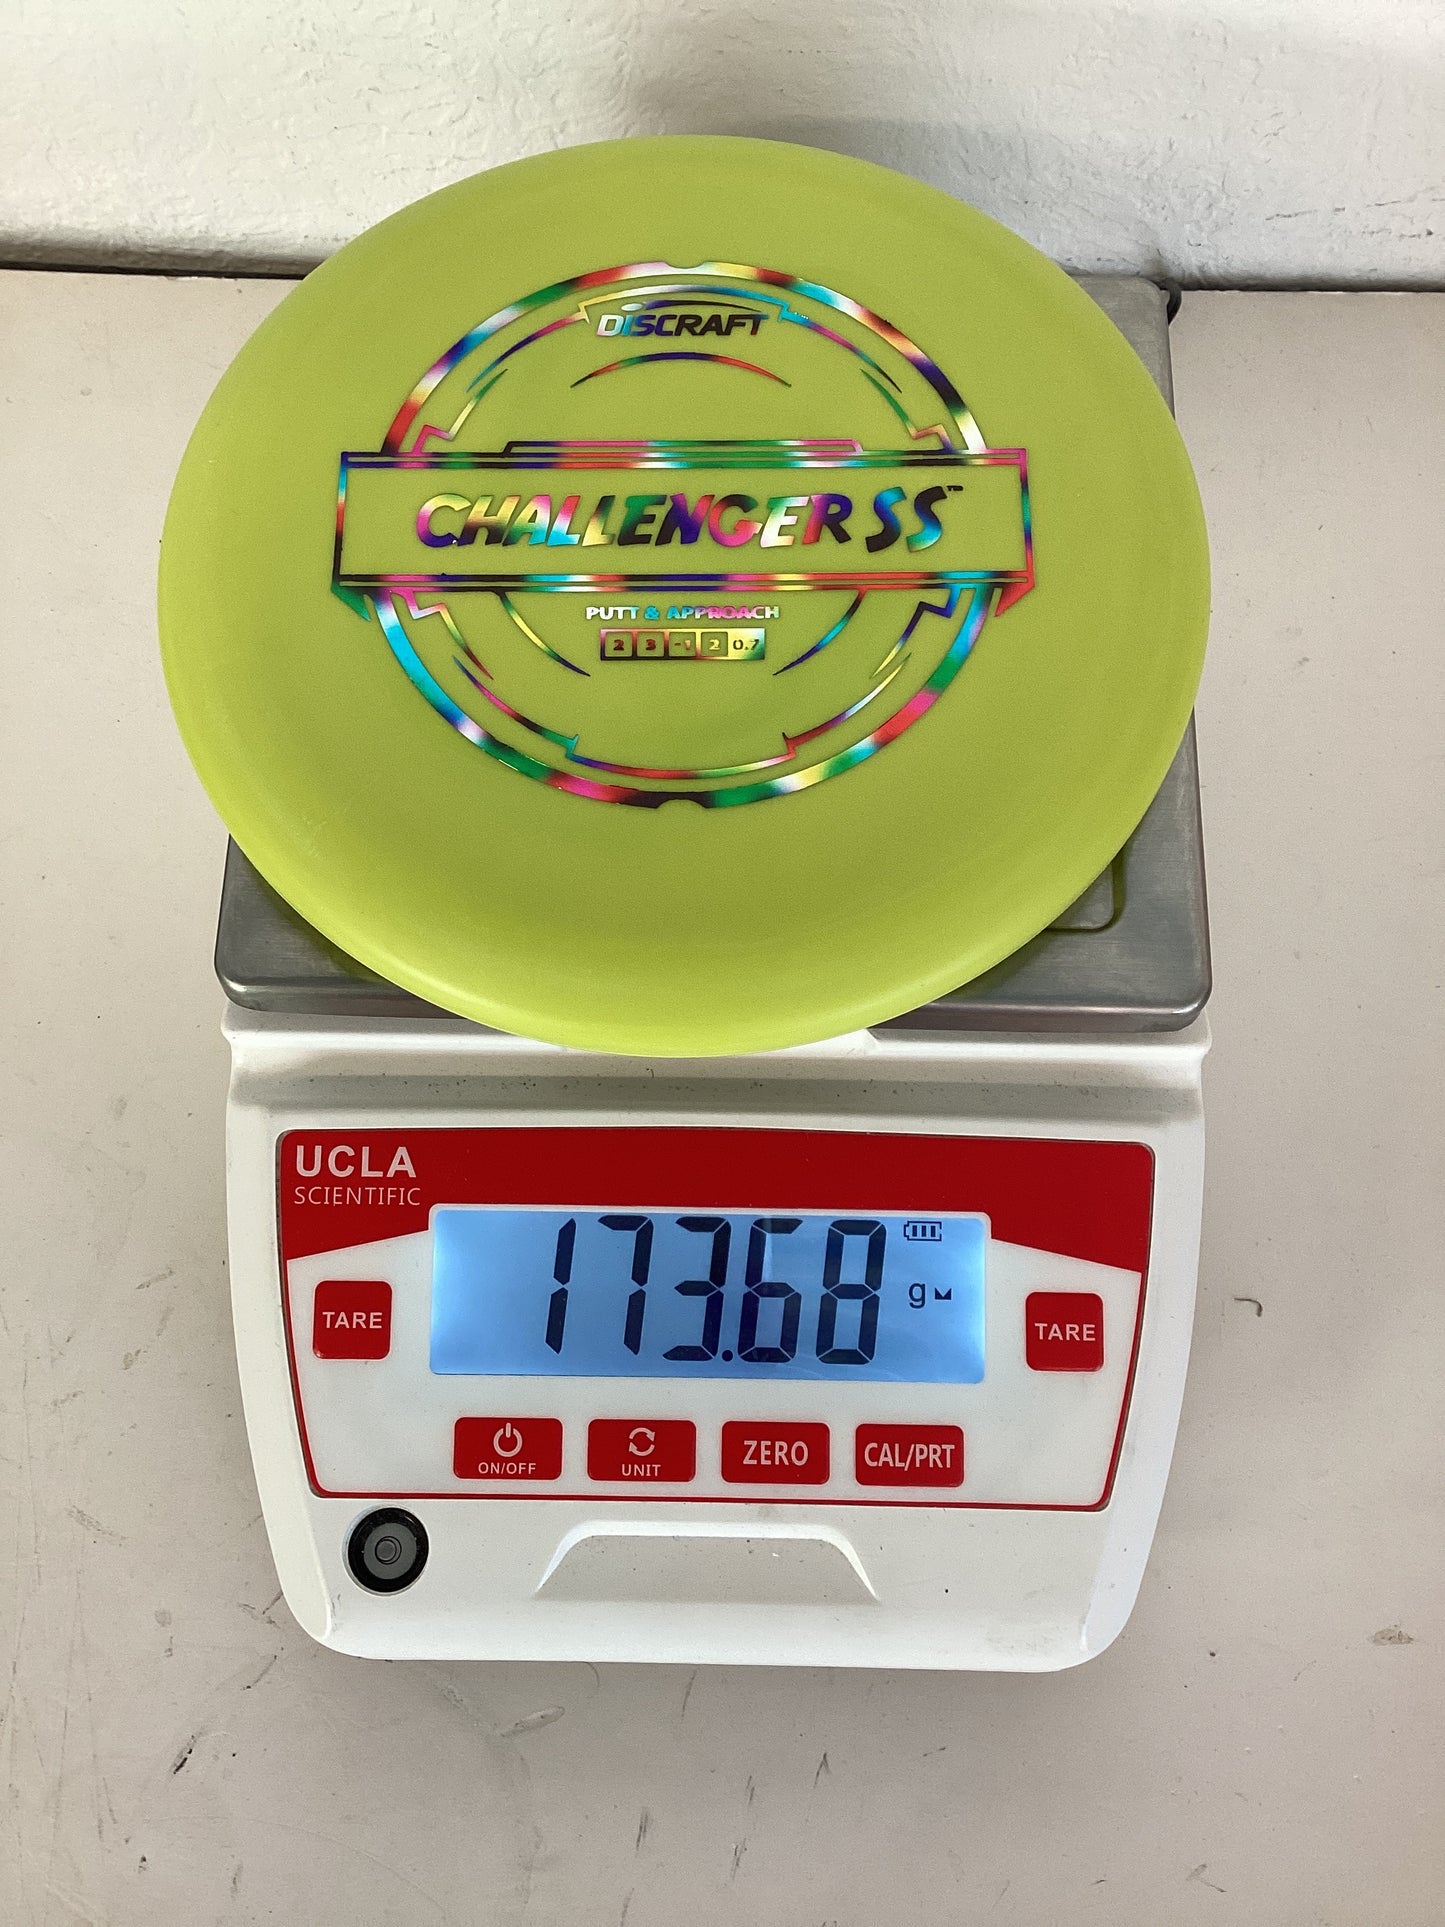 DISCRAFT
CHALLENGER SS™
PUTT & APPROACH
2 3 -1 2 0.7
UCLA
SCIENTIFIC
173.68 g
TARE
TARE
ON/OFF
UNIT
ZERO
CAL/PRT